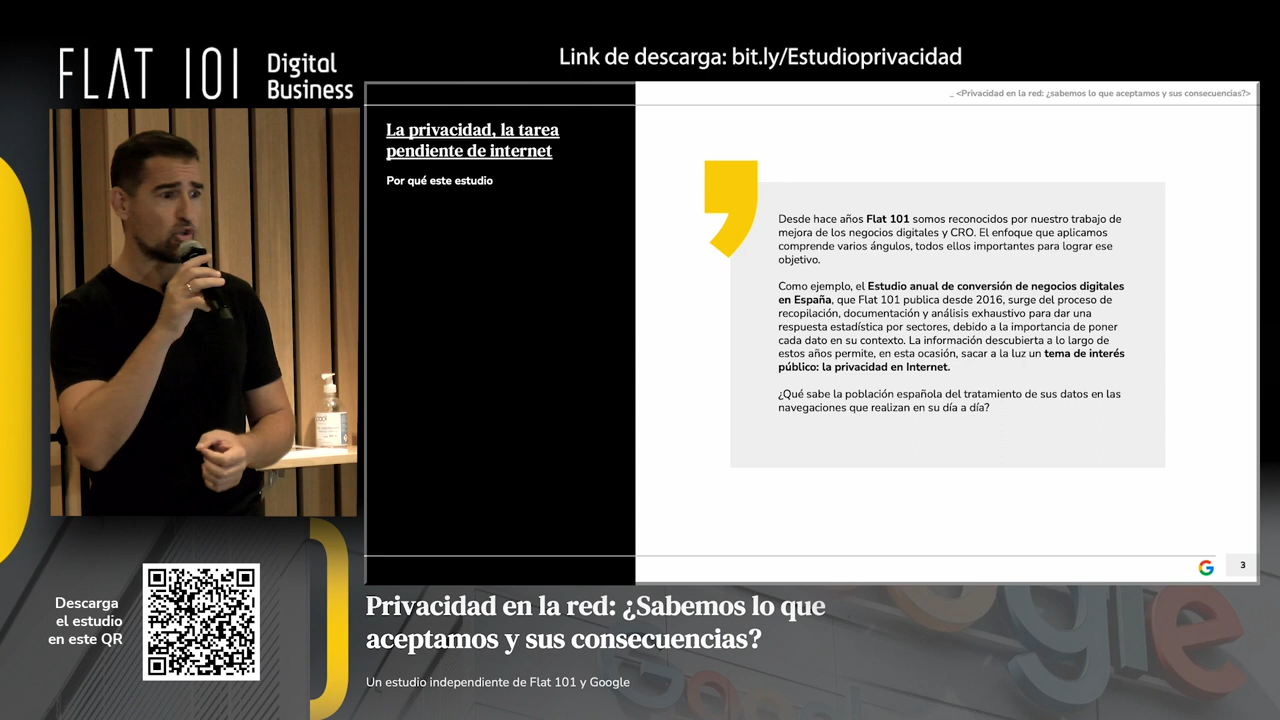 FLAT 101
Digital
Business
Link de descarga: bit.ly/Estudioprivacidad
_ <Privacidad en la red: ¿sabemos lo que aceptamos y sus consecuencias?>
La privacidad, la tarea
pendiente de internet
Por qué este estudio
Desde hace años Flat 101 somos reconocidos por nuestro trabajo de
mejora de los negocios digitales y CRO. El enfoque que aplicamos
comprende varios ángulos, todos ellos importantes para lograr ese
objetivo.
Como ejemplo, el Estudio anual de conversión de negocios digitales
en España, que Flat 101 publica desde 2016, surge del proceso de
recopilación, documentación y análisis exhaustivo para dar una
respuesta estadística por sectores, debido a la importancia de poner
cada dato en su contexto. La información descubierta a lo largo de
estos años permite, en esta ocasión, sacar a la luz un tema de interés
público: la privacidad en Internet.
¿Qué sabe la población española del tratamiento de sus datos en las
navegaciones que realizan en su día a día?
G
3
Descarga
el estudio
en este QR
Privacidad en la red: ¿Sabemos lo que
aceptamos y sus consecuencias?
Un estudio independiente de Flat 101 y Google